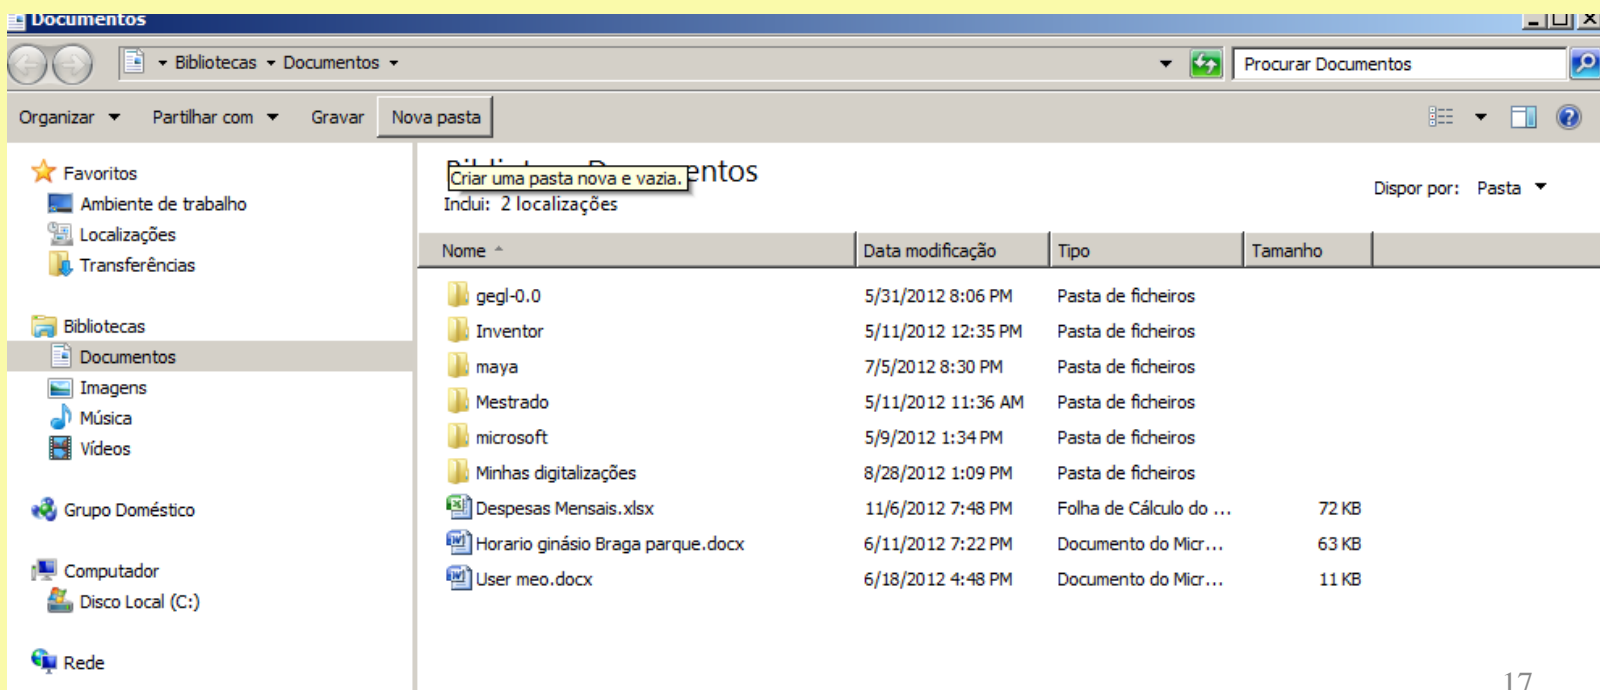 Documentos
Bibliotecas Documentos
Procurar Documentos
Organizar Partilhar com Gravar Nova pasta
Favoritos
Ambiente de trabalho
Localizações
Transferências
Bibliotecas
Documentos
Imagens
Música
Vídeos
Grupo Doméstico
Computador
Disco Local (C:)
Rede
Biblioteca Documentos
Criar uma pasta nova e vazia.
Inclui: 2 localizações
Dispor por: Pasta
Nome Data modificação Tipo Tamanho
gegl-0.0 5/31/2012 8:06 PM Pasta de ficheiros
Inventor 5/11/2012 12:35 PM Pasta de ficheiros
maya 7/5/2012 8:30 PM Pasta de ficheiros
Mestrado 5/11/2012 11:36 AM Pasta de ficheiros
microsoft 5/9/2012 1:34 PM Pasta de ficheiros
Minhas digitalizações 8/28/2012 1:09 PM Pasta de ficheiros
Despesas Mensais.xlsx 11/6/2012 7:48 PM Folha de Cálculo do ... 72 KB
Horario ginásio Braga parque.docx 6/11/2012 7:22 PM Documento do Micr... 63 KB
User meo.docx 6/18/2012 4:48 PM Documento do Micr... 11 KB
17